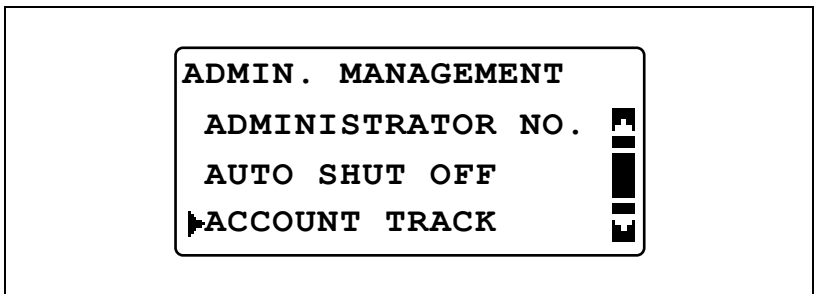 ADMIN. MANAGEMENT
ADMINISTRATOR NO.
AUTO SHUT OFF
ACCOUNT TRACK